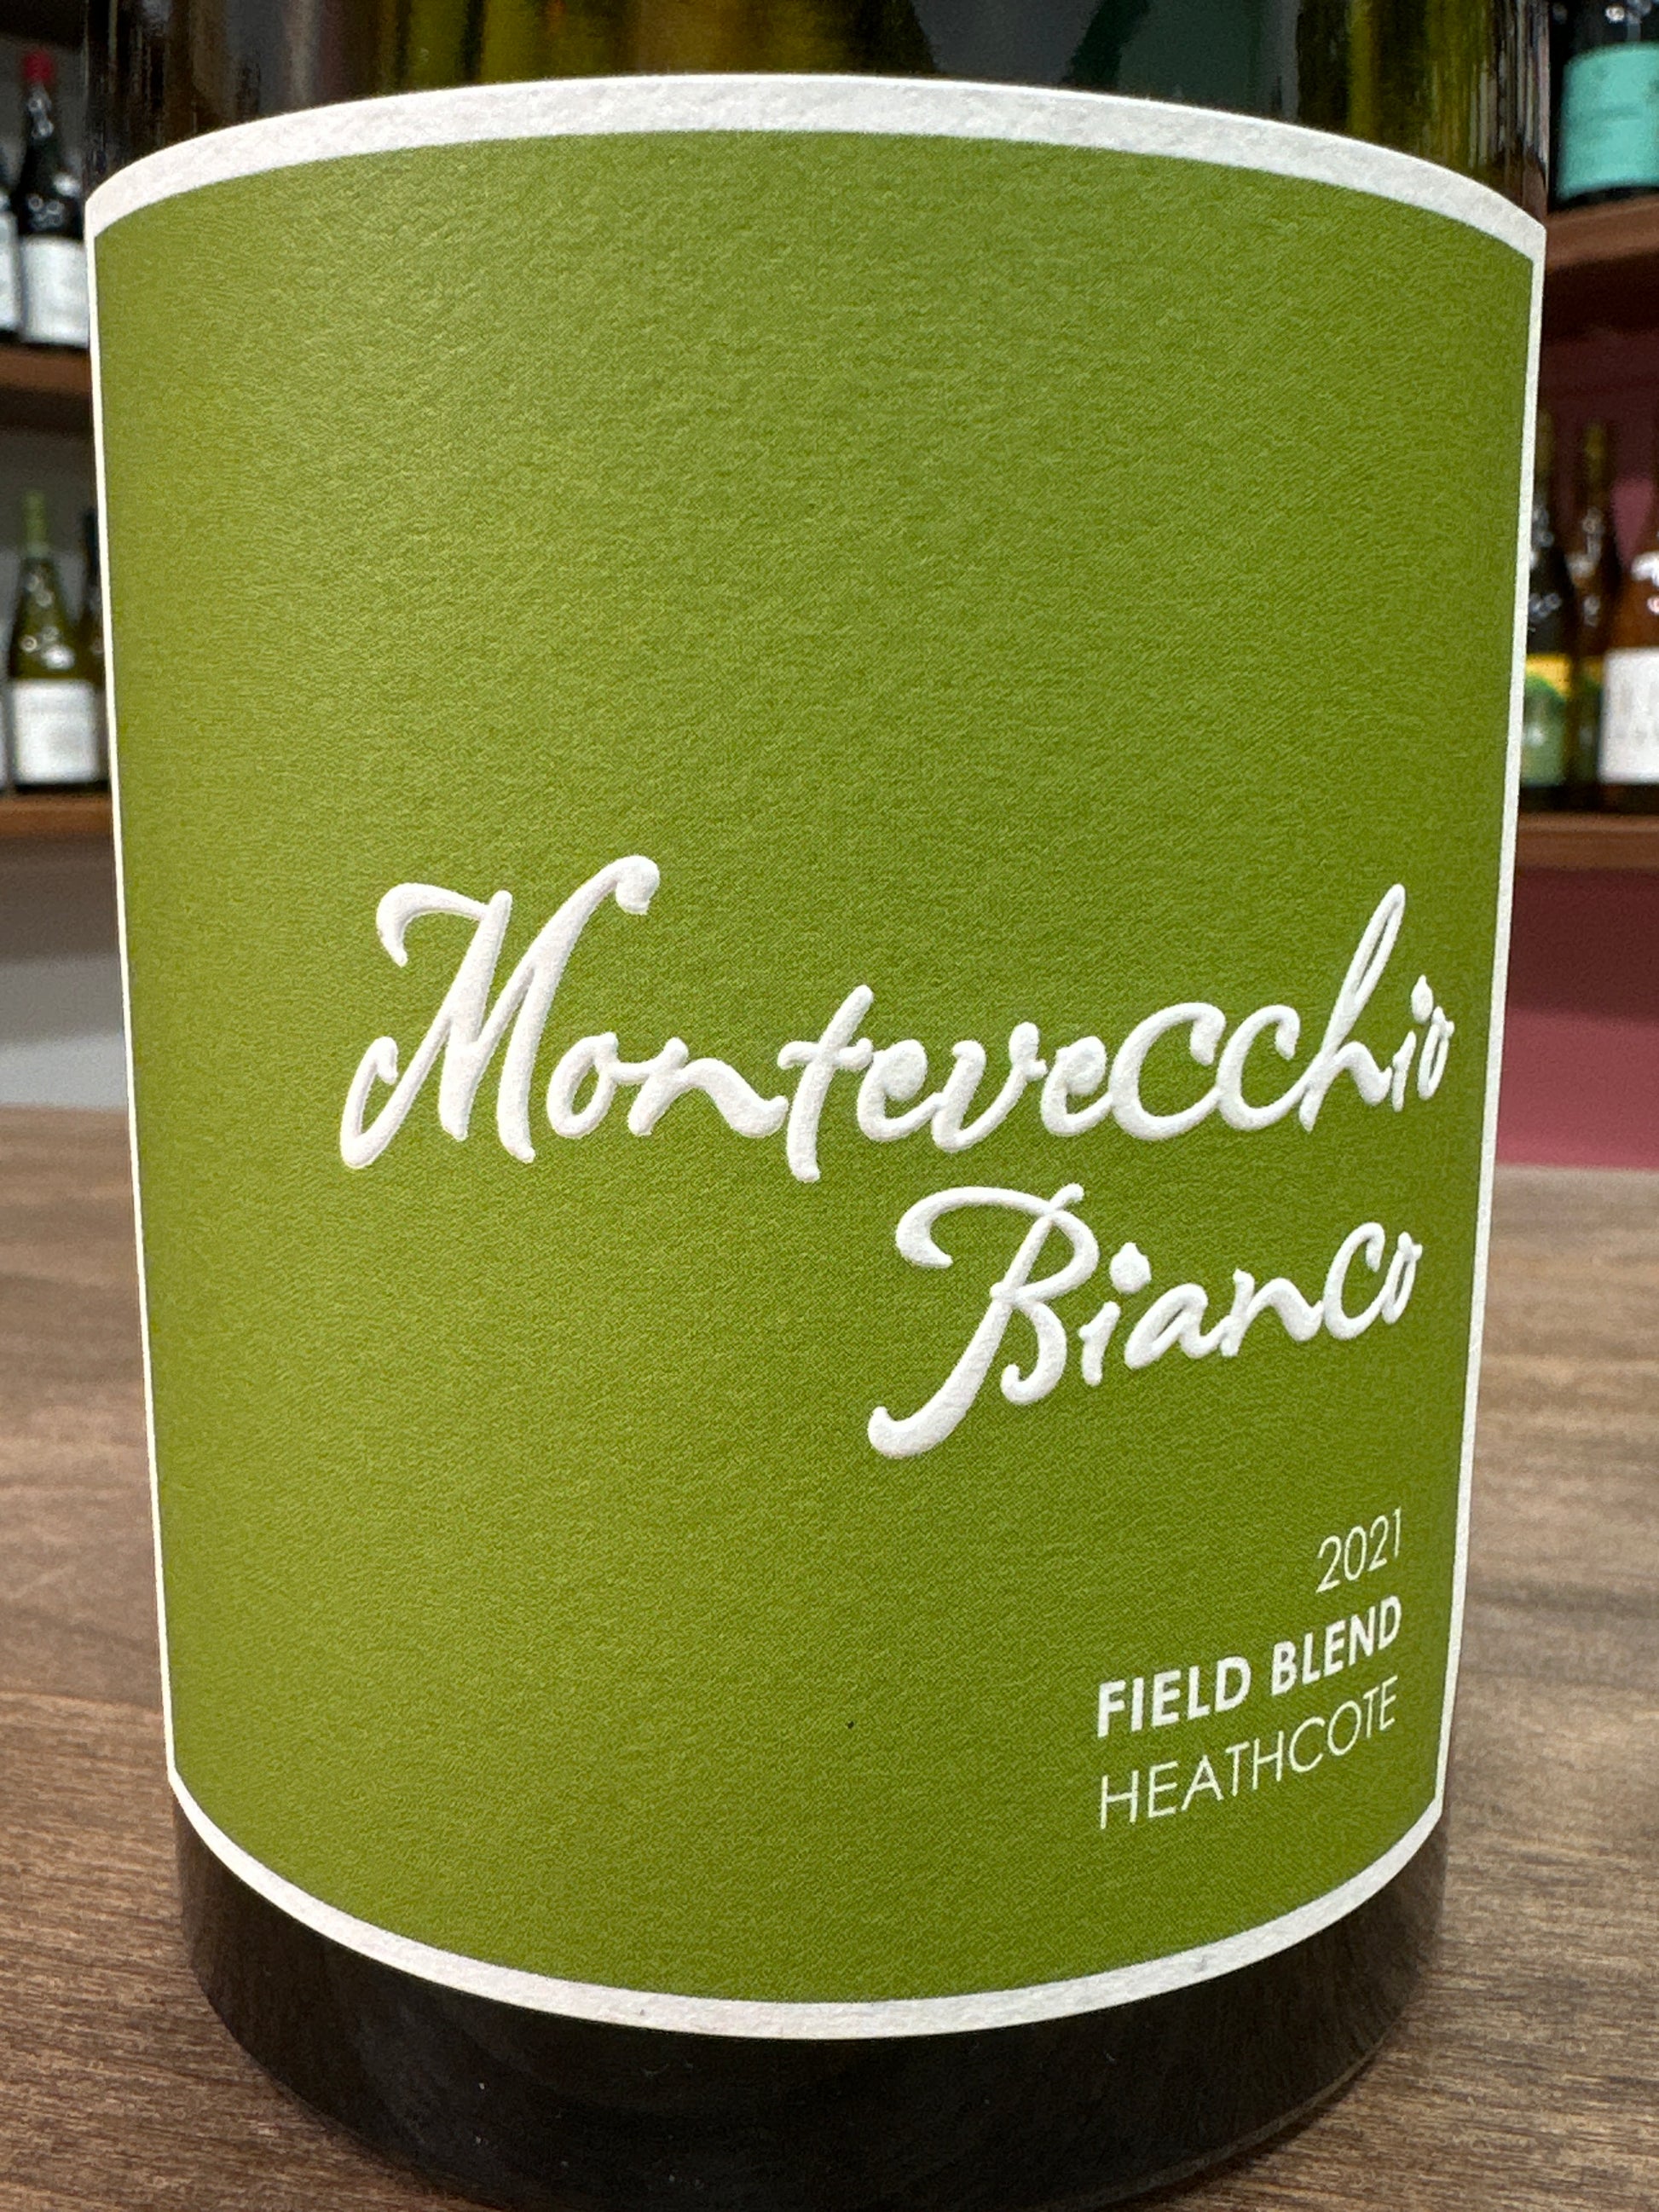 Montevecchio
Bianco
2021
FIELD BLEND
HEATHCOTE